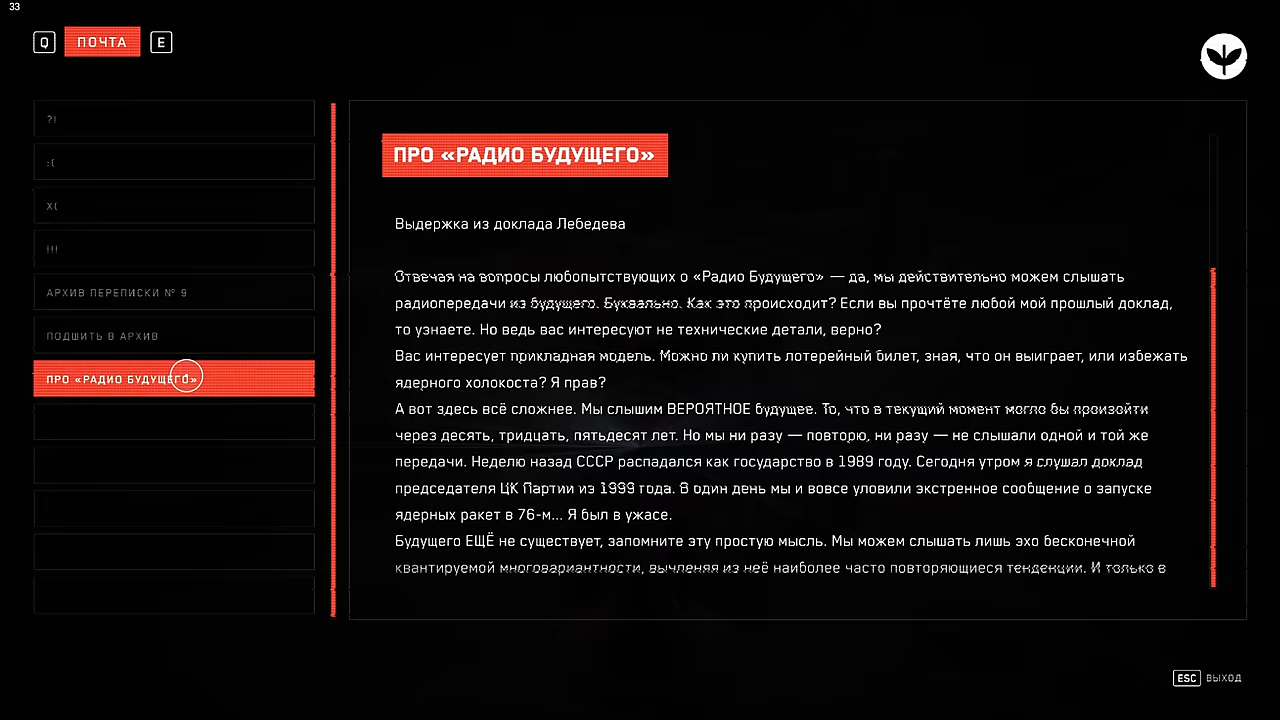 33
Q ПОЧТА E
?!
:(
X(
!!!
АРХИВ ПЕРЕПИСКИ № 9
ПОДШИТЬ В АРХИВ
ПРО «РАДИО БУДУЩЕГО»
ПРО «РАДИО БУДУЩЕГО»
Выдержка из доклада Лебедева
Отвечая на вопросы любопытствующих о «Радио Будущего» — да, мы действительно можем слышать
радиопередачи из будущего. Буквально. Как это происходит? Если вы прочтёте любой мой прошлый доклад,
то узнаете. Но ведь вас интересуют не технические детали, верно?
Вас интересует прикладная модель. Можно ли купить лотерейный билет, зная, что он выиграет, или избежать
ядерного холокоста? Я прав?
А вот здесь всё сложнее. Мы слышим ВЕРОЯТНОЕ будущее. То, что в текущий момент могло бы произойти
через десять, тридцать, пятьдесят лет. Но мы ни разу — повторю, ни разу — не слышали одной и той же
передачи. Неделю назад СССР распадался как государство в 1989 году. Сегодня утром я слушал доклад
председателя ЦК Партии из 1999 года. В один день мы и вовсе уловили экстренное сообщение о запуске
ядерных ракет в 76-м... Я был в ужасе.
Будущего ЕЩЁ не существует, запомните эту простую мысль. Мы можем слышать лишь эхо бесконечной
квантируемой многовариантности, вычленяя из неё наиболее часто повторяющиеся тенденции. И только в
ESC ВЫХОД